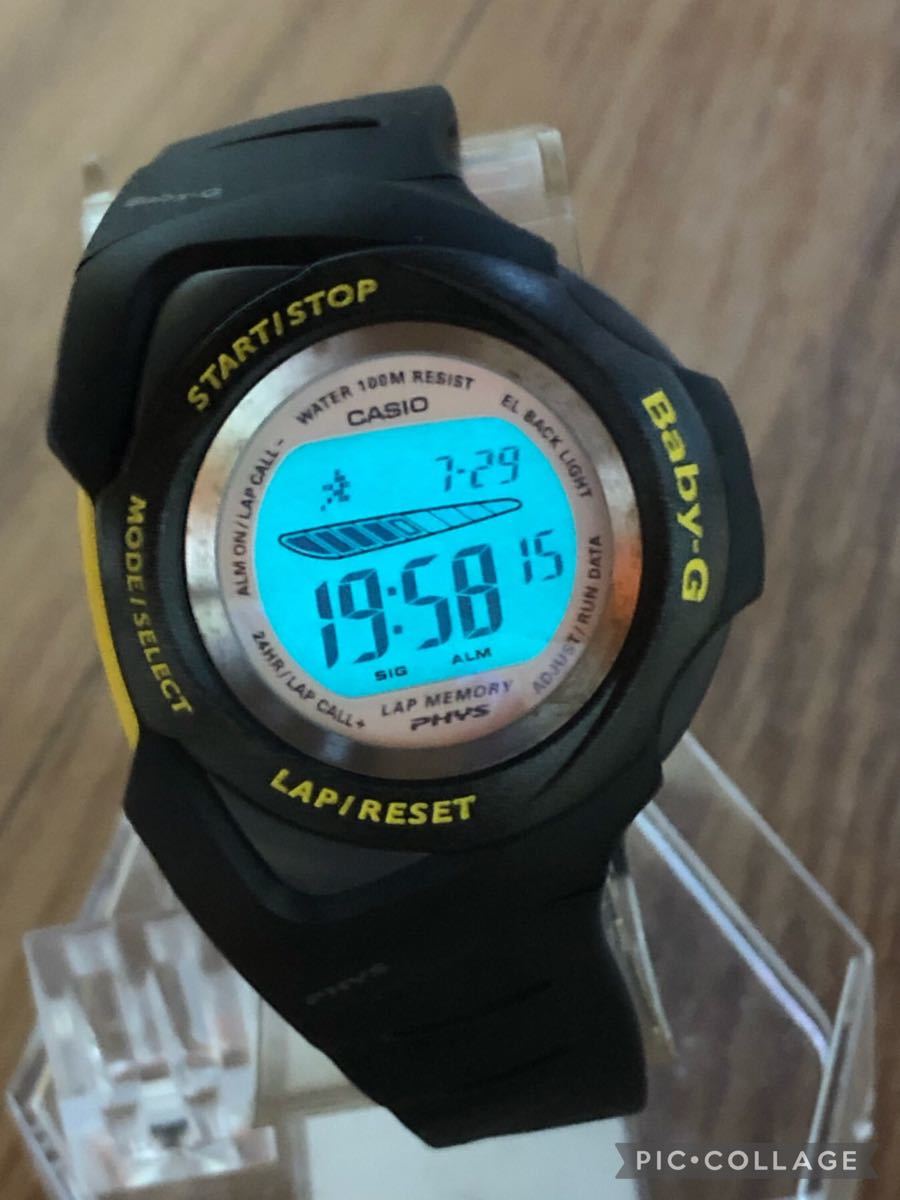 BABY-G
START/STOP
WATER 100M RESIST
CASIO
EL BACK LIGHT
ALM ON/LAP CALL-
Baby-G
7-29
19:58 15
SIG ALM
MODE/SELECT
24HR/LAP CALL+
ADJUST/RUN DATA
LAP MEMORY
PHYS
LAP/RESET
PHYS
PIC•COLLAGE